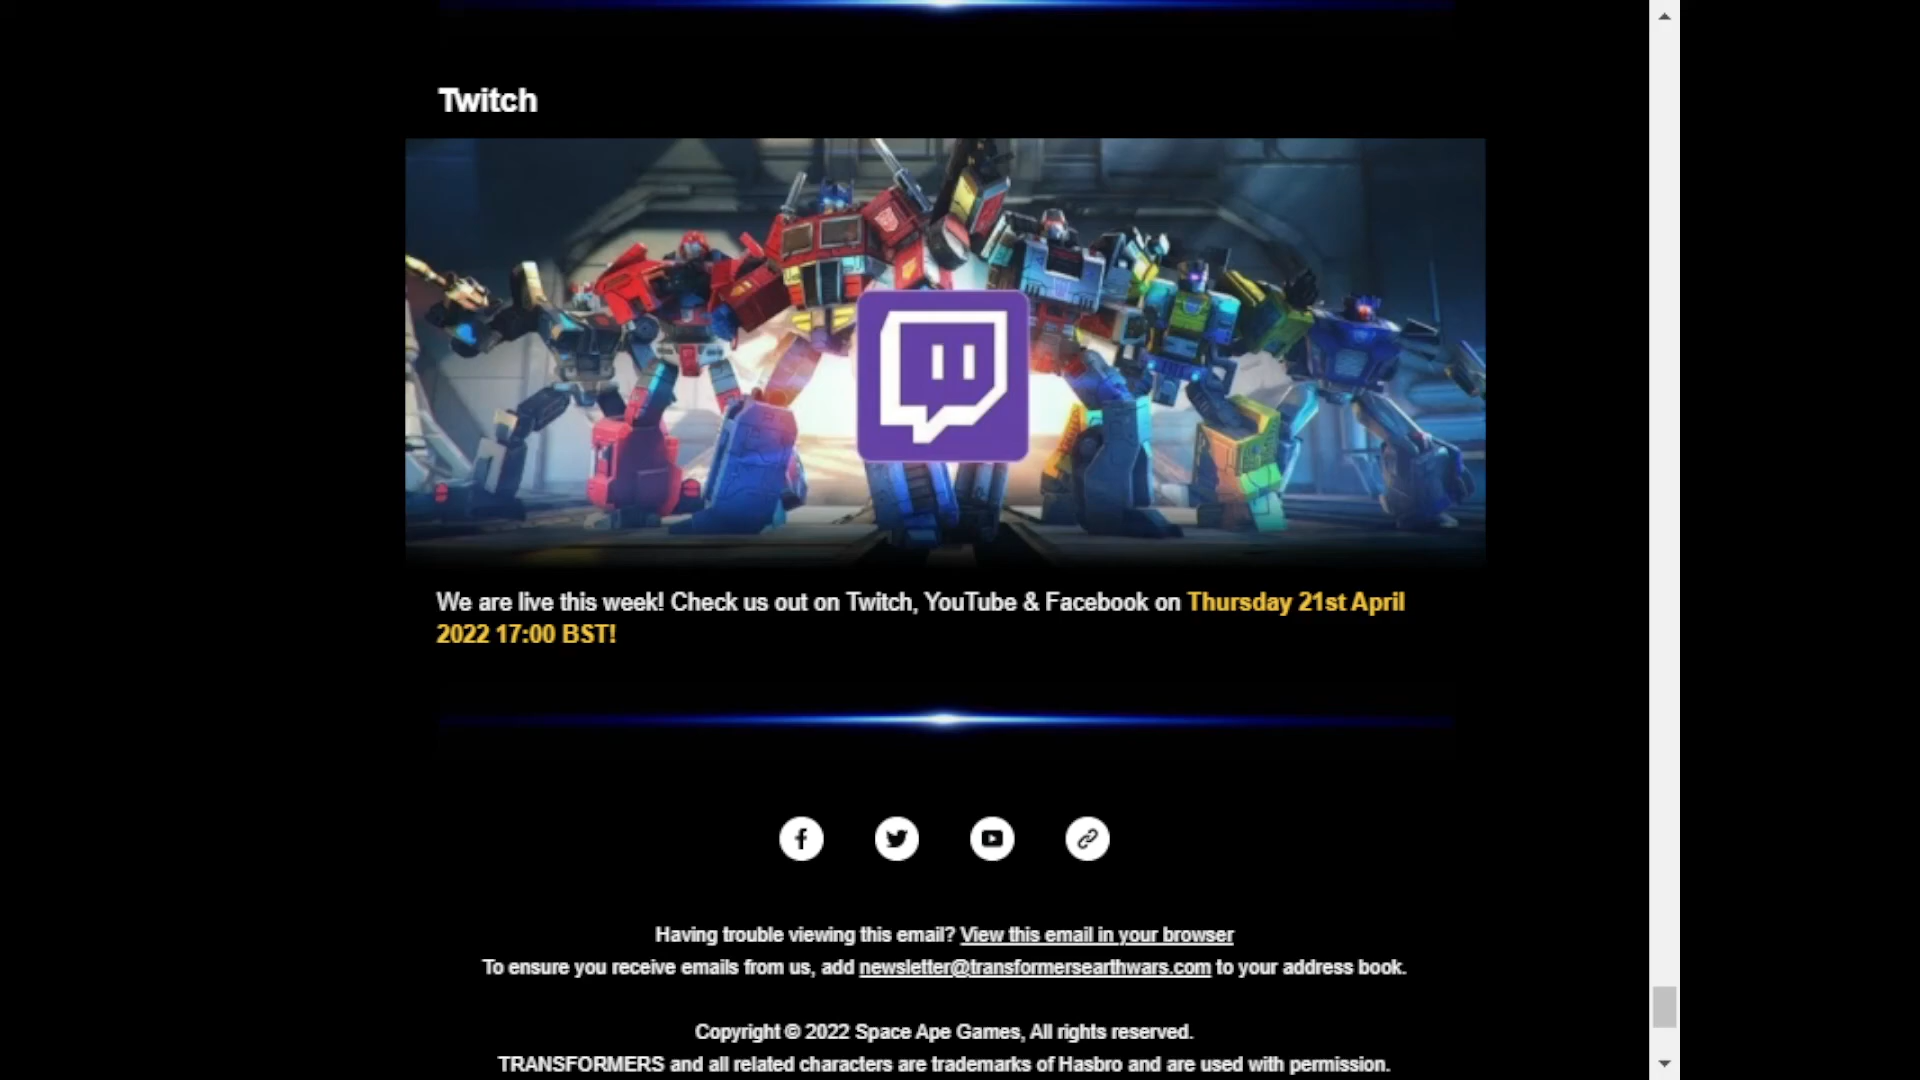 Twitch
We are live this week! Check us out on Twitch, YouTube & Facebook on Thursday 21st April
2022 17:00 BST!
Having trouble viewing this email? View this email in your browser
To ensure you receive emails from us, add newsletter@transformersearthwars.com to your address book.
Copyright © 2022 Space Ape Games, All rights reserved.
TRANSFORMERS and all related characters are trademarks of Hasbro and are used with permission.